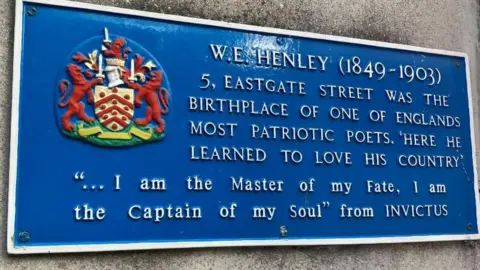 W.E. HENLEY (1849-1903)
5, EASTGATE STREET WAS THE
BIRTHPLACE OF ONE OF ENGLANDS
MOST PATRIOTIC POETS. 'HERE HE
LEARNED TO LOVE HIS COUNTRY'
"... I am the Master of my Fate, I am
the Captain of my Soul" from INVICTUS